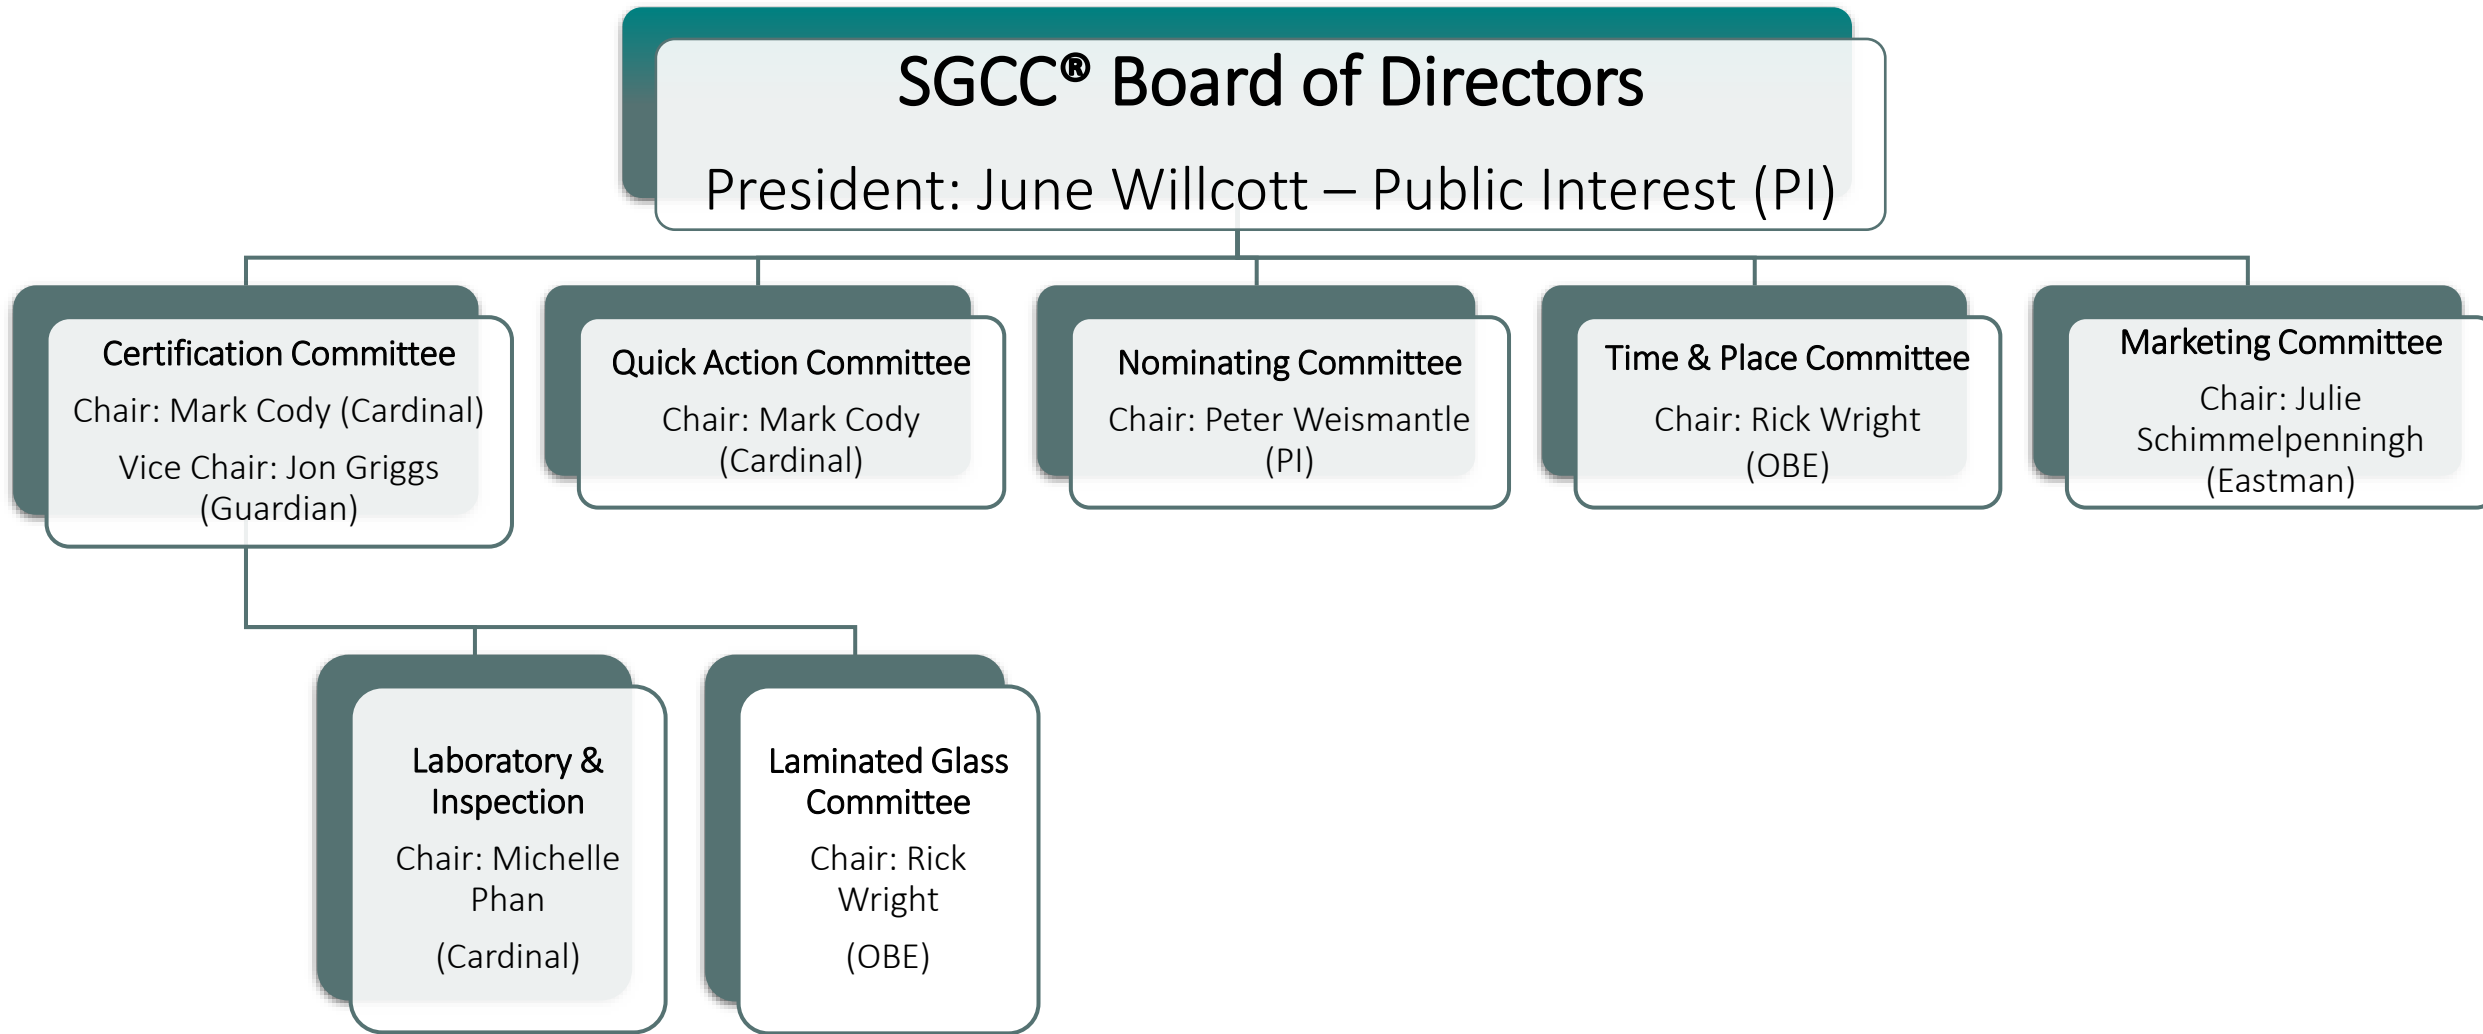 SGCC® Board of Directors
President: June Willcott – Public Interest (PI)
Certification Committee
Chair: Mark Cody (Cardinal)
Vice Chair: Jon Griggs
(Guardian)
Quick Action Committee
Chair: Mark Cody
(Cardinal)
Nominating Committee
Chair: Peter Weismantle
(PI)
Time & Place Committee
Chair: Rick Wright
(OBE)
Marketing Committee
Chair: Julie
Schimmelpenningh
(Eastman)
Laboratory &
Inspection
Chair: Michelle
Phan
(Cardinal)
Laminated Glass
Committee
Chair: Rick
Wright
(OBE)